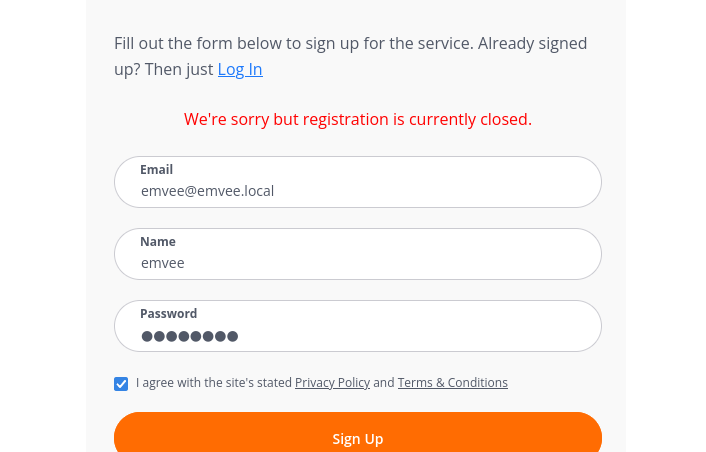 Fill out the form below to sign up for the service. Already signed
up? Then just Log In
We're sorry but registration is currently closed.
Email
emvee@emvee.local
Name
emvee
Password
●●●●●●●●
I agree with the site's stated Privacy Policy and Terms & Conditions
Sign Up